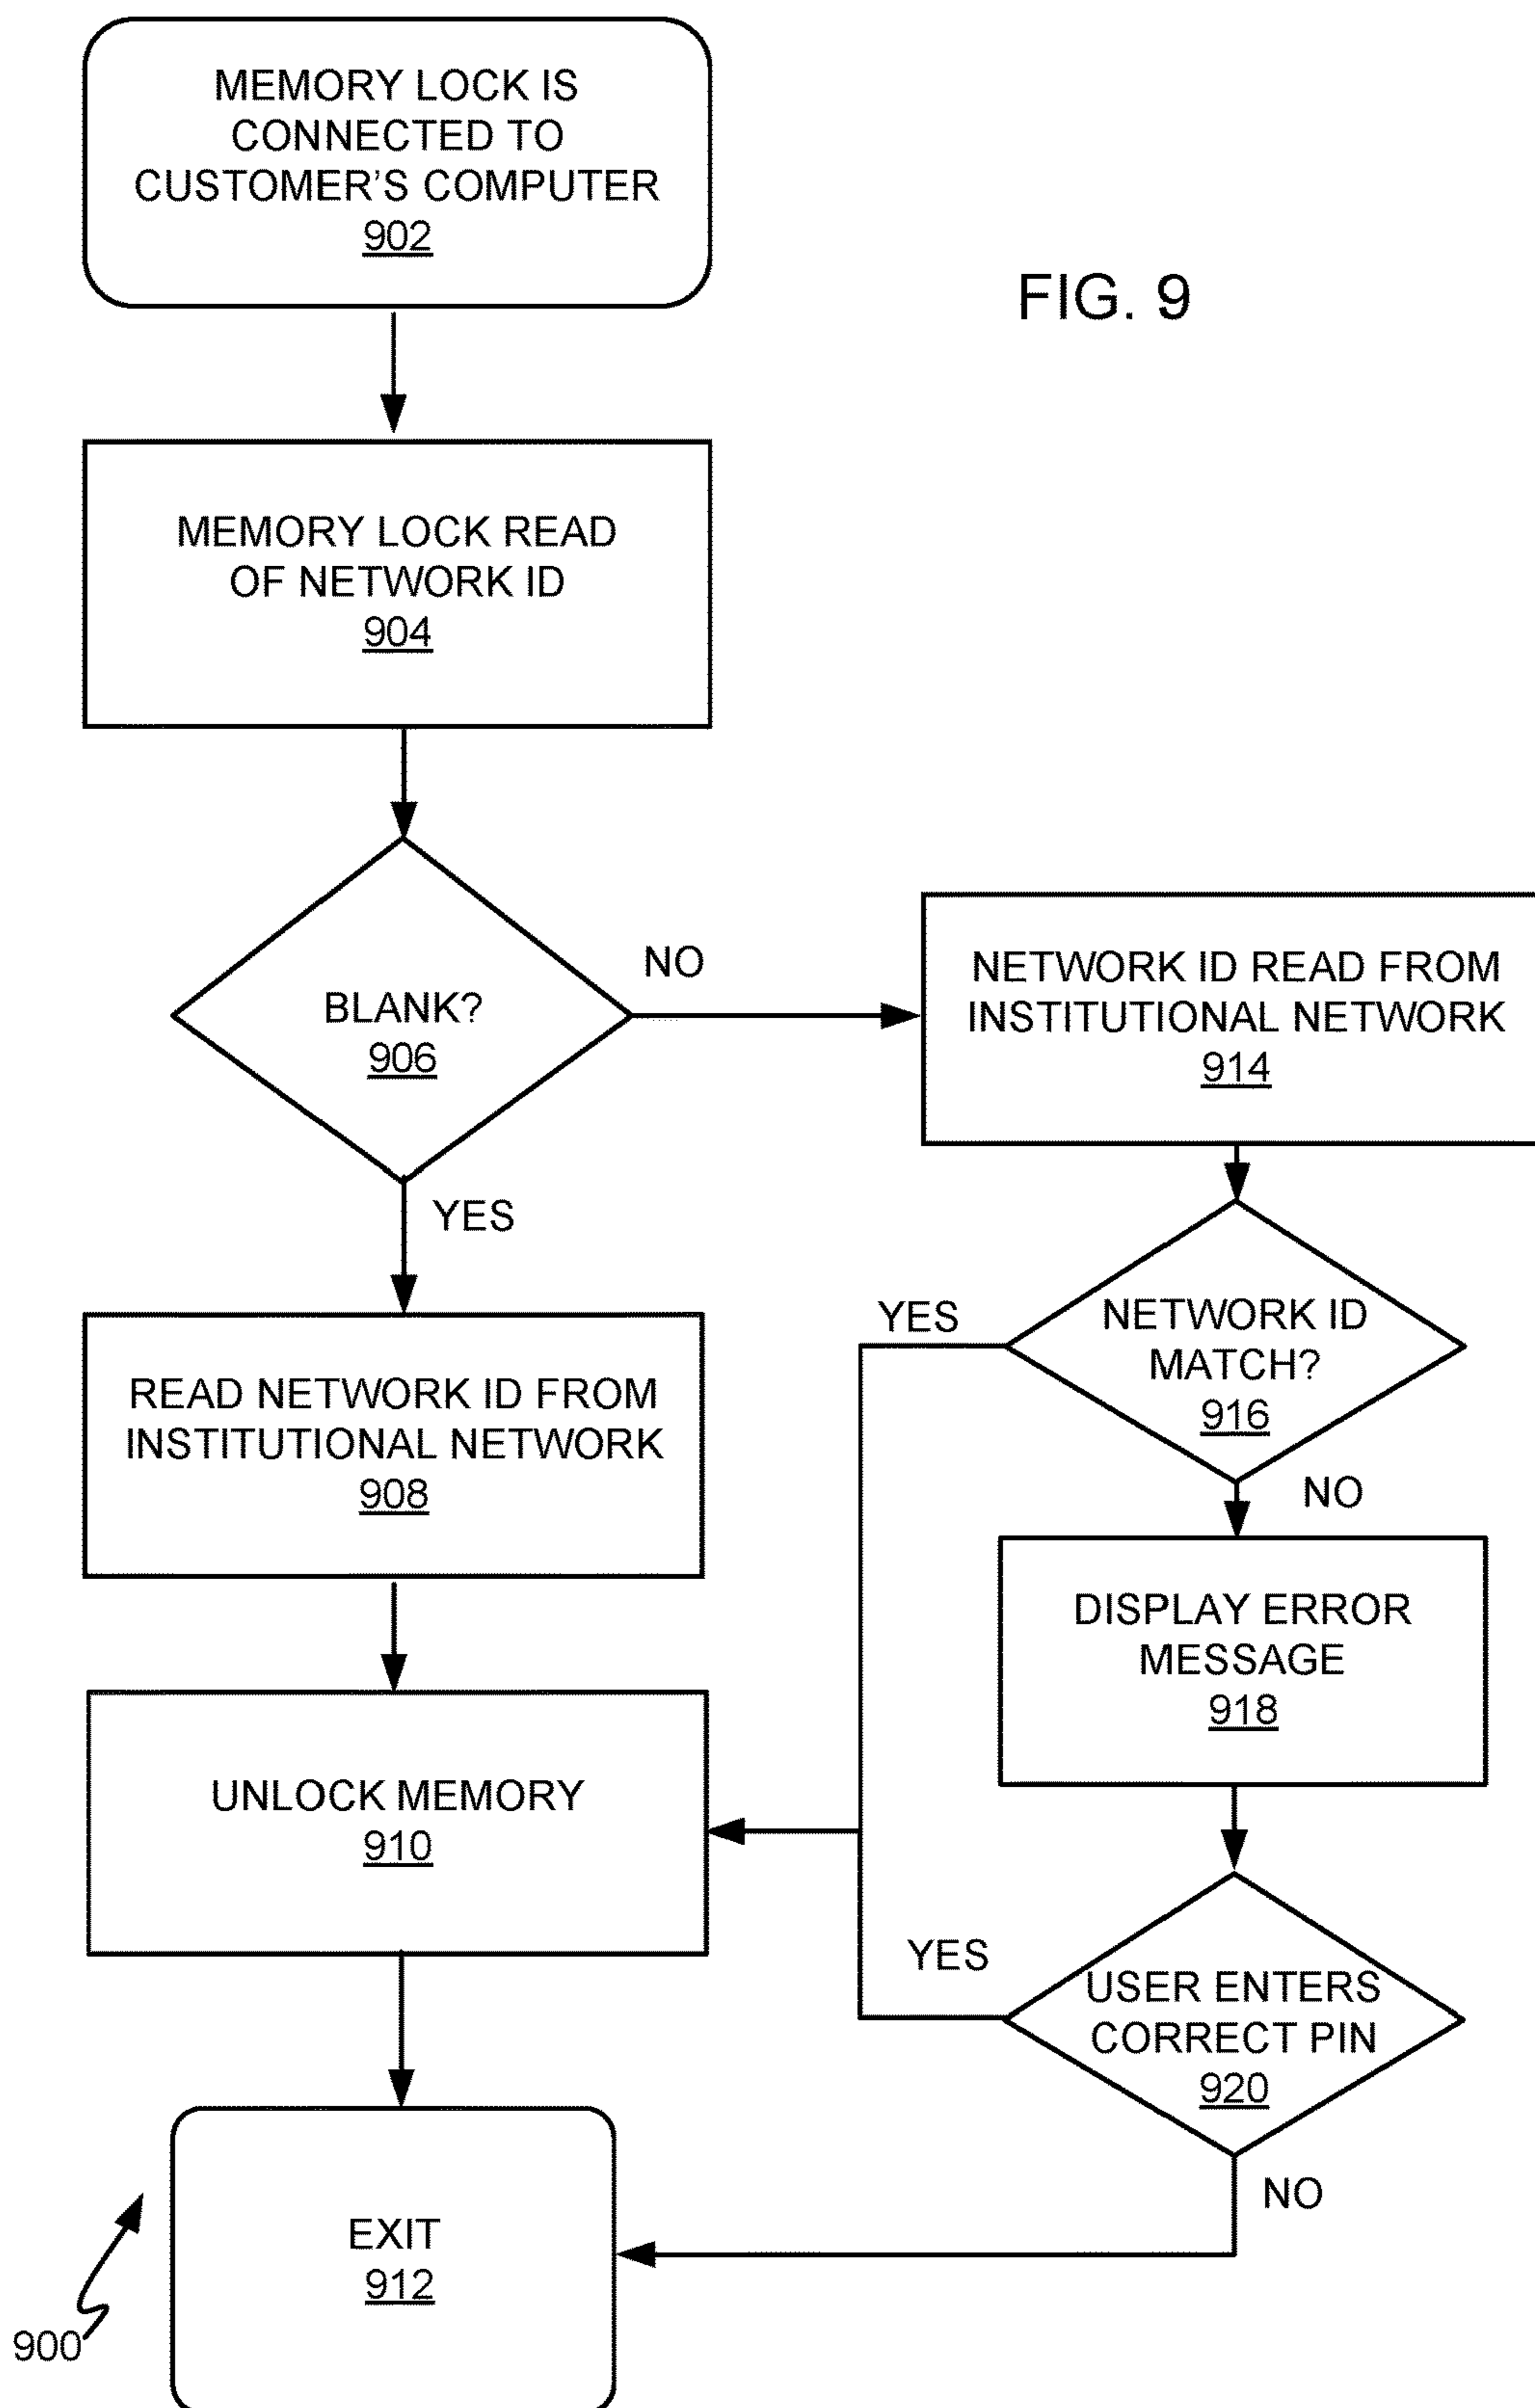 MEMORY LOCK IS
CONNECTED TO
CUSTOMER'S COMPUTER
902
FIG. 9
MEMORY LOCK READ
OF NETWORK ID
904
BLANK?
906
NO
YES
NETWORK ID READ FROM
INSTITUTIONAL NETWORK
914
NETWORK ID
MATCH?
916
YES
NO
READ NETWORK ID FROM
INSTITUTIONAL NETWORK
908
DISPLAY ERROR
MESSAGE
918
UNLOCK MEMORY
910
USER ENTERS
CORRECT PIN
920
YES
NO
EXIT
912
900